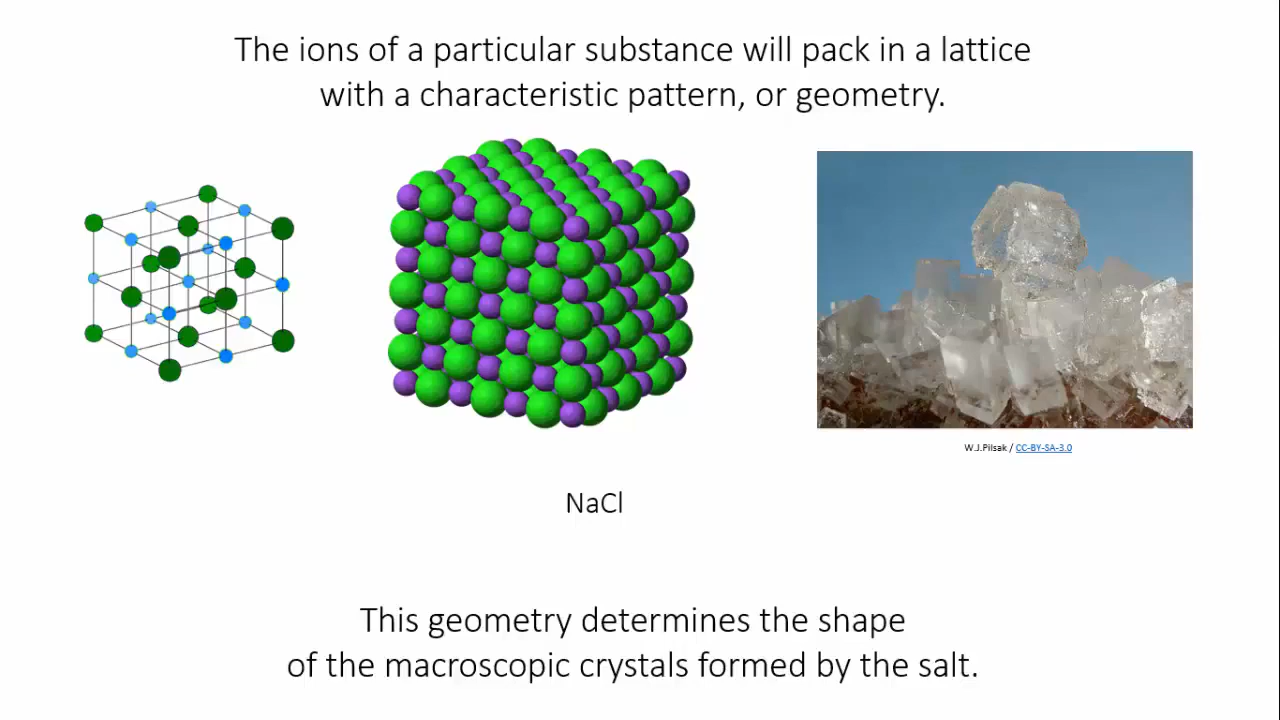 The ions of a particular substance will pack in a lattice
with a characteristic pattern, or geometry.
W.J.Pilsak / CC-BY-SA-3.0
NaCl
This geometry determines the shape
of the macroscopic crystals formed by the salt.